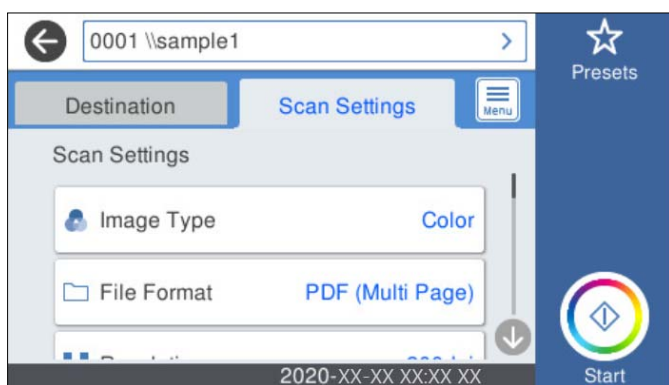 0001 \\sample1 >
Presets
Destination
Scan Settings
Menu
Scan Settings
Image Type Color
File Format PDF (Multi Page)
2020-XX-XX XX:XX XX
Start